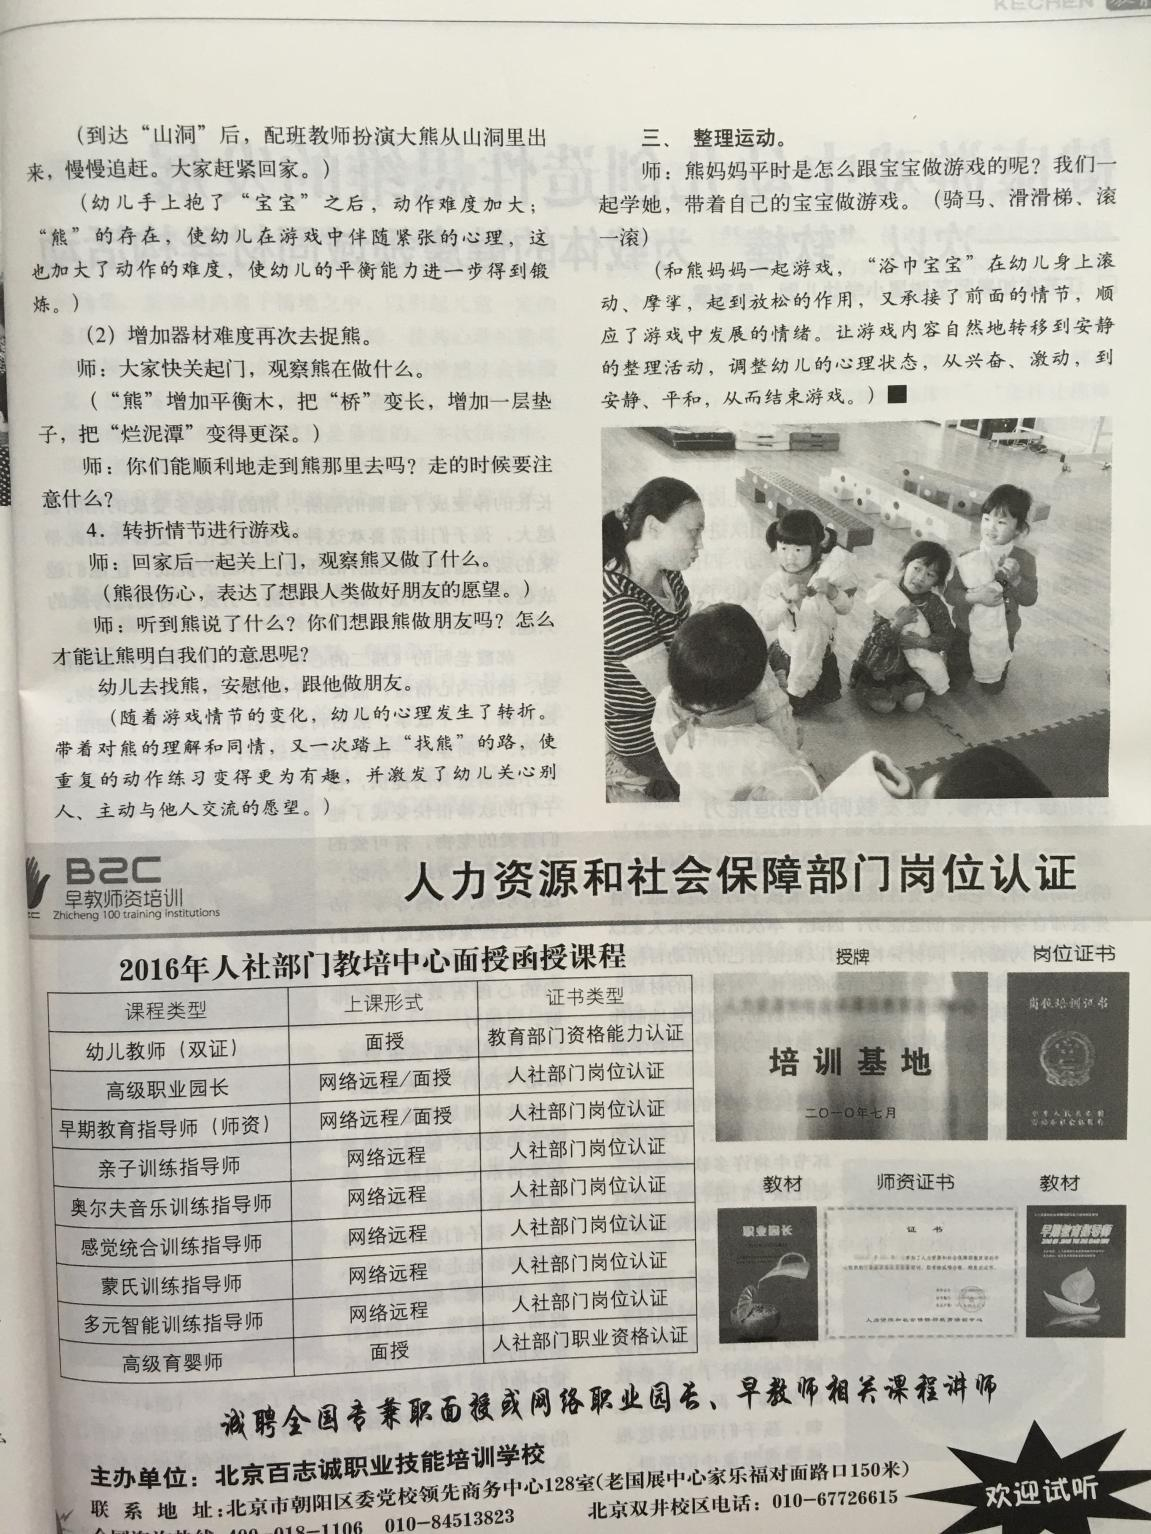 KECHEN
（到达“山洞”后，配班教师扮演大熊从山洞里出
来，慢慢追赶。大家赶紧回家。）
（幼儿手上抱了“宝宝”之后，动作难度加大；
“熊”的存在，使幼儿在游戏中伴随紧张的心理，这
也加大了动作的难度，使幼儿的平衡能力进一步得到锻
炼。）
（2）增加器材难度再次去捉熊。
师：大家快关起门，观察熊在做什么。
（“熊”增加平衡木，把“桥”变长，增加一层垫
子，把“烂泥潭”变得更深。）
师：你们能顺利地走到熊那里去吗？走的时候要注
意什么？
4．转折情节进行游戏。
师：回家后一起关上门，观察熊又做了什么。
（熊很伤心，表达了想跟人类做好朋友的愿望。）
师：听到熊说了什么？你们想跟熊做朋友吗？怎么
才能让熊明白我们的意思呢？
幼儿去找熊，安慰他，跟他做朋友。
（随着游戏情节的变化，幼儿的心理发生了转折。
带着对熊的理解和同情，又一次踏上“找熊”的路，使
重复的动作练习变得更为有趣，并激发了幼儿关心别
人、主动与他人交流的愿望。）
三、整理运动。
师：熊妈妈平时是怎么跟宝宝做游戏的呢？我们一
起学她，带着自己的宝宝做游戏。（骑马、滑滑梯、滚
一滚）
（和熊妈妈一起游戏，“浴巾宝宝”在幼儿身上滚
动、摩挲，起到放松的作用，又承接了前面的情节，顺
应了游戏中发展的情绪。让游戏内容自然地转移到安静
的整理活动，调整幼儿的心理状态，从兴奋、激动，到
安静、平和，从而结束游戏。）■
B2C
早教师资培训
Zhicheng 100 training institutions
人力资源和社会保障部门岗位认证
2016年人社部门教培中心面授函授课程
课程类型 上课形式 证书类型
幼儿教师（双证） 面授 教育部门资格能力认证
高级职业园长 网络远程/面授 人社部门岗位认证
早期教育指导师（师资） 网络远程/面授 人社部门岗位认证
亲子训练指导师 网络远程 人社部门岗位认证
奥尔夫音乐训练指导师 网络远程 人社部门岗位认证
感觉统合训练指导师 网络远程 人社部门岗位认证
蒙氏训练指导师 网络远程 人社部门岗位认证
多元智能训练指导师 网络远程 人社部门岗位认证
高级育婴师 面授 人社部门职业资格认证
授牌 岗位证书
培训基地
二〇一〇年七月
岗位培训证书
教材 师资证书 教材
职业园长
证 书
早期教育指导师
诚聘全国专兼职面授或网络职业园长、早教师相关课程讲师
主办单位：北京百志诚职业技能培训学校
联 系 地 址：北京市朝阳区委党校领先商务中心128室(老国展中心家乐福对面路口150米)
400-018-1106 010-84513823 北京双井校区电话：010-67726615
欢迎试听